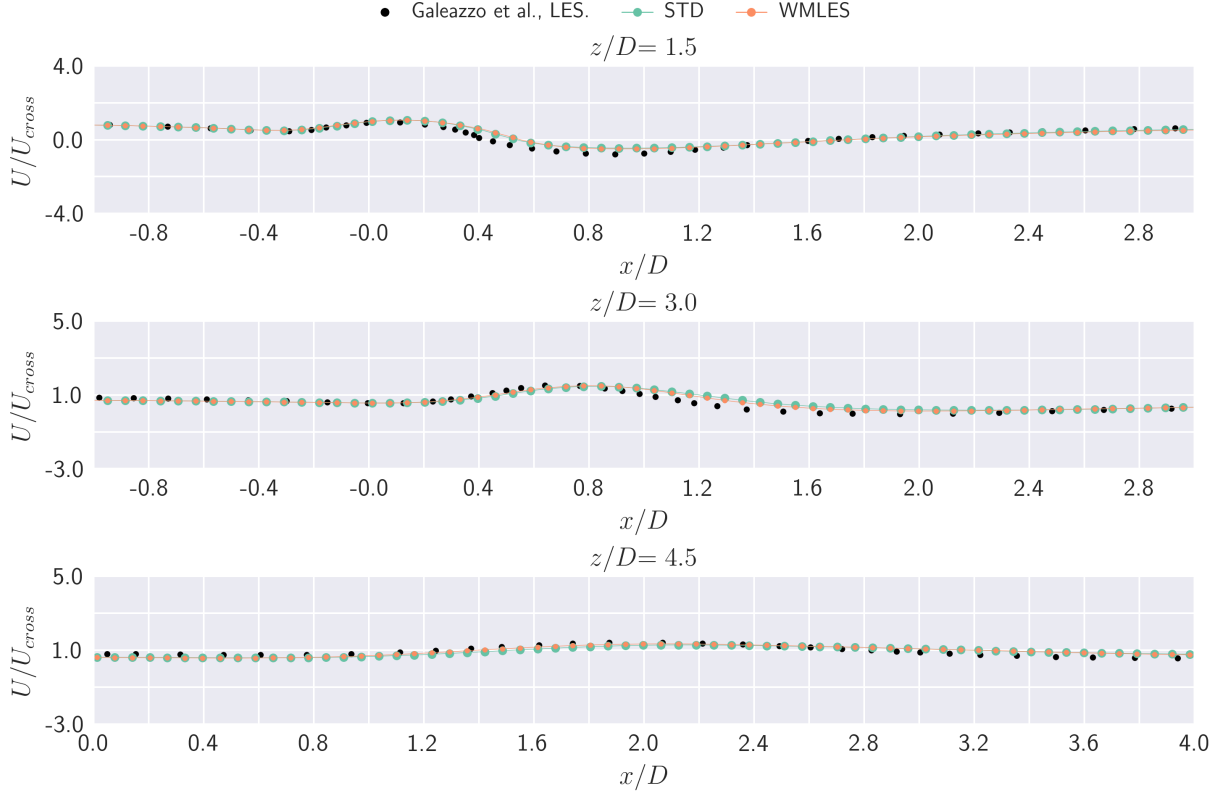 Galeazzo et al., LES. STD WMLES
z/D= 1.5
4.0
0.0
-4.0
U/U_cross
-0.8 -0.4 -0.0 0.4 0.8 1.2 1.6 2.0 2.4 2.8
x/D
z/D= 3.0
5.0
1.0
-3.0
U/U_cross
-0.8 -0.4 -0.0 0.4 0.8 1.2 1.6 2.0 2.4 2.8
x/D
z/D= 4.5
5.0
1.0
-3.0
U/U_cross
0.0 0.4 0.8 1.2 1.6 2.0 2.4 2.8 3.2 3.6 4.0
x/D